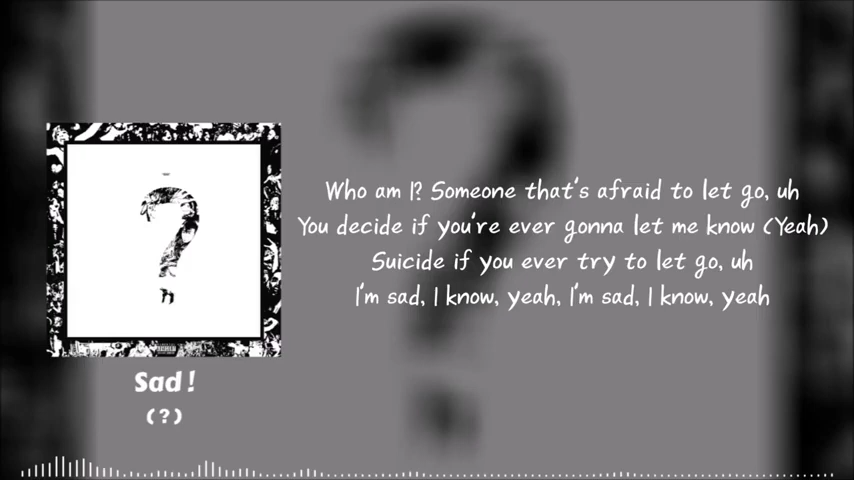 Who am I? Someone that's afraid to let go, uh
You decide if you're ever gonna let me know (Yeah)
Suicide if you ever try to let go, uh
I'm sad, I know, yeah, I'm sad, I know, yeah
Sad!
(?)